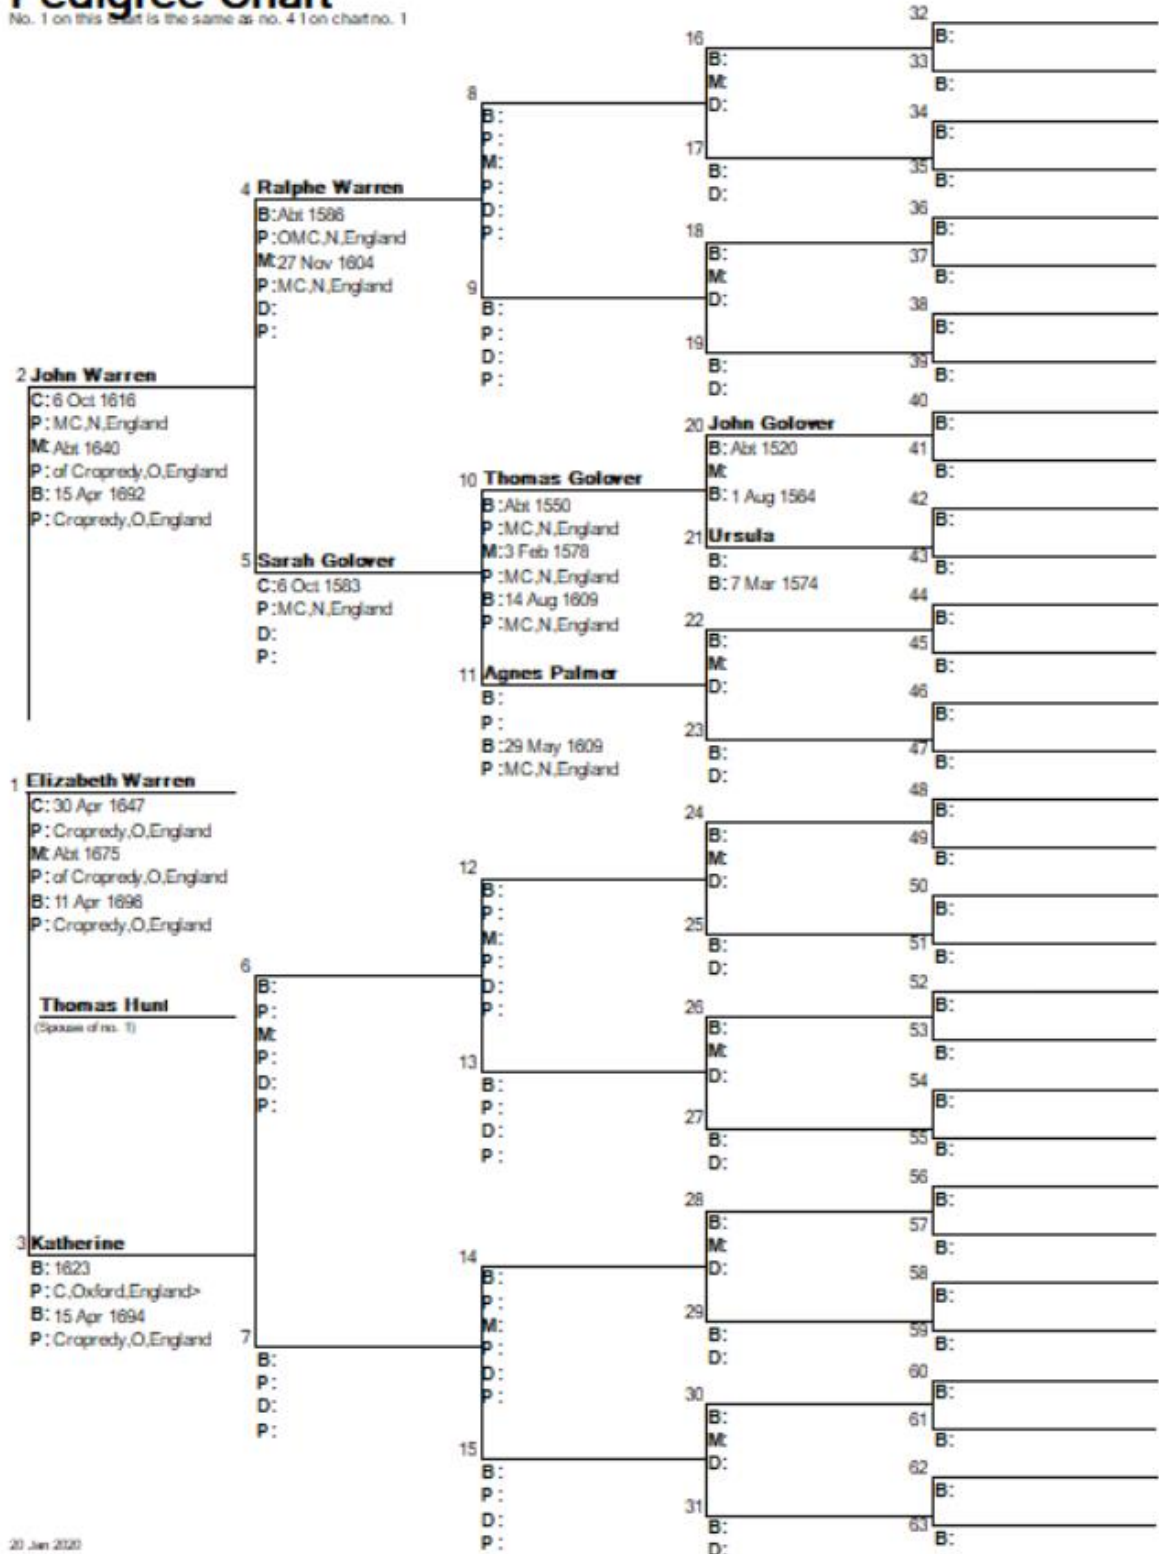 Pedigree Chart
No. 1 on this chart is the same as no. 4 1 on chart no. 1
2 John Warren
C: 6 Oct 1616
P: MC,N,England
M: Abt 1640
P: of Cropredy,O,England
B: 15 Apr 1692
P: Cropredy,O,England
1 Elizabeth Warren
C: 30 Apr 1647
P: Cropredy,O,England
M: Abt 1675
P: of Cropredy,O,England
B: 11 Apr 1696
P: Cropredy,O,England
Thomas Hunt
(Spouse of no. 1)
3 Katherine
B: 1623
P: C,Oxford,England>
B: 15 Apr 1694
P: Cropredy,O,England
4 Ralphe Warren
B: Abt 1586
P: OMC,N,England
M: 27 Nov 1604
P: MC,N,England
D:
P:
5 Sarah Golover
C: 6 Oct 1583
P: MC,N,England
D:
P:
6
B:
P:
M:
P:
D:
P:
7
B:
P:
D:
P:
8
B:
P:
M:
P:
D:
P:
9
B:
P:
D:
P:
10 Thomas Golover
B: Abt 1550
P: MC,N,England
M: 3 Feb 1578
P: MC,N,England
B: 14 Aug 1609
P: MC,N,England
11 Agnes Palmer
B:
P:
B: 29 May 1609
P: MC,N,England
12
B:
P:
M:
P:
D:
P:
13
B:
P:
D:
P:
14
B:
P:
M:
P:
D:
P:
15
B:
P:
D:
P:
16
B:
M:
D:
17
B:
D:
18
B:
M:
D:
19
B:
D:
20 John Golover
B: Abt 1520
M:
B: 1 Aug 1564
21 Ursula
B:
B: 7 Mar 1574
22
B:
M:
D:
23
B:
D:
24
B:
M:
D:
25
B:
D:
26
B:
M:
D:
27
B:
D:
28
B:
M:
D:
29
B:
D:
30
B:
M:
D:
31
B:
D:
32
B:
33
B:
34
B:
35
B:
36
B:
37
B:
38
B:
39
B:
40
B:
41
B:
42
B:
43
B:
44
B:
45
B:
46
B:
47
B:
48
B:
49
B:
50
B:
51
B:
52
B:
53
B:
54
B:
55
B:
56
B:
57
B:
58
B:
59
B:
60
B:
61
B:
62
B:
63
B:
20 Jan 2020